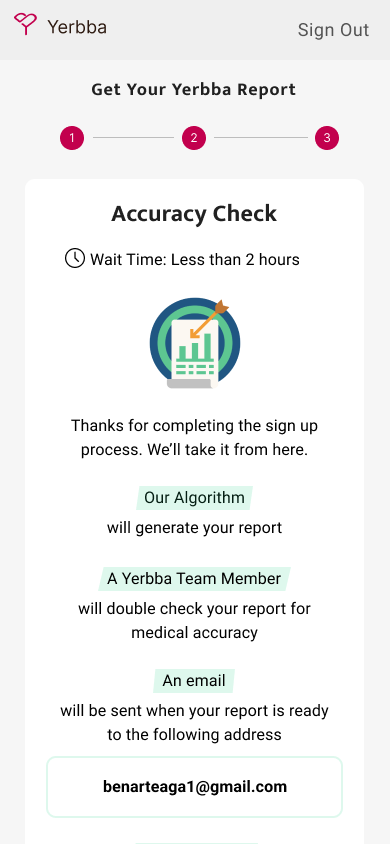 Yerbba
Sign Out
Get Your Yerbba Report
1
2
3
Accuracy Check
Wait Time: Less than 2 hours
Thanks for completing the sign up
process. We’ll take it from here.
Our Algorithm
will generate your report
A Yerbba Team Member
will double check your report for
medical accuracy
An email
will be sent when your report is ready
to the following address
benarteaga1@gmail.com